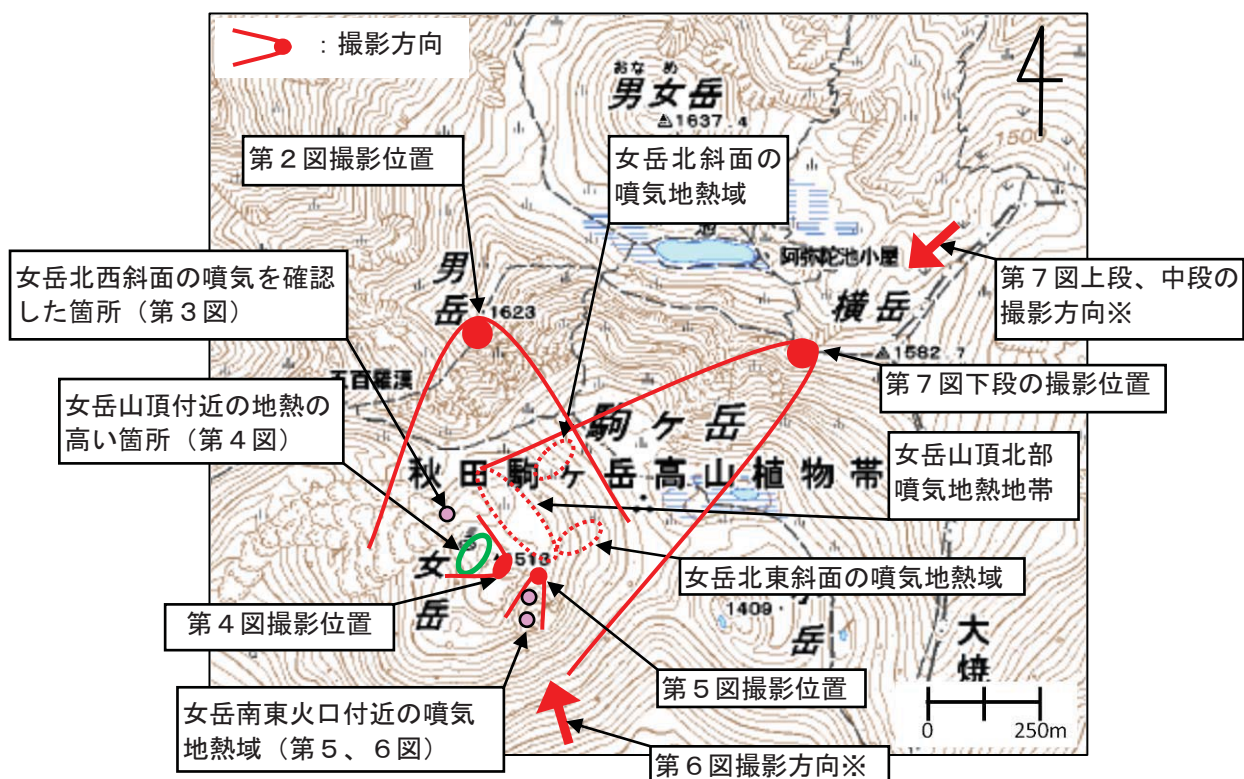 ：撮影方向
おなめ
男女岳
1637.4
1500
第２図撮影位置
女岳北斜面の
噴気地熱域
阿弥陀池小屋
女岳北西斜面の噴気を確認
した箇所（第３図）
男岳
1623
横岳
第７図上段、中段の
撮影方向※
1582.7
五百羅漢
第７図下段の撮影位置
女岳山頂付近の地熱の
高い箇所（第４図）
駒ヶ岳
秋田駒ヶ岳高山植物帯
女岳山頂北部
噴気地熱地帯
女岳
女岳北東斜面の噴気地熱域
第４図撮影位置
1409
岳
大焼
第５図撮影位置
女岳南東火口付近の噴気
地熱域（第５、６図）
0
250m
第６図撮影方向※